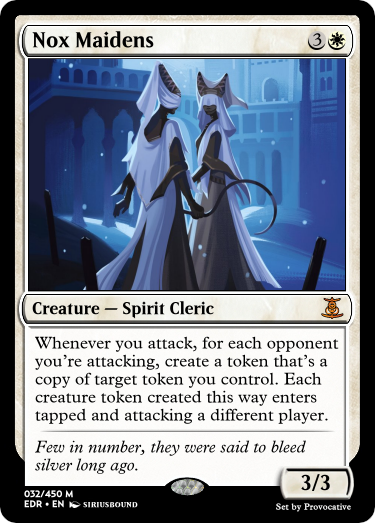 Nox Maidens 3
Creature — Spirit Cleric
Whenever you attack, for each opponent
you're attacking, create a token that's a
copy of target token you control. Each
creature token created this way enters
tapped and attacking a different player.
Few in number, they were said to bleed
silver long ago.
3/3
032/450 M
EDR • EN SIRIUSBOUND
Set by Provocative